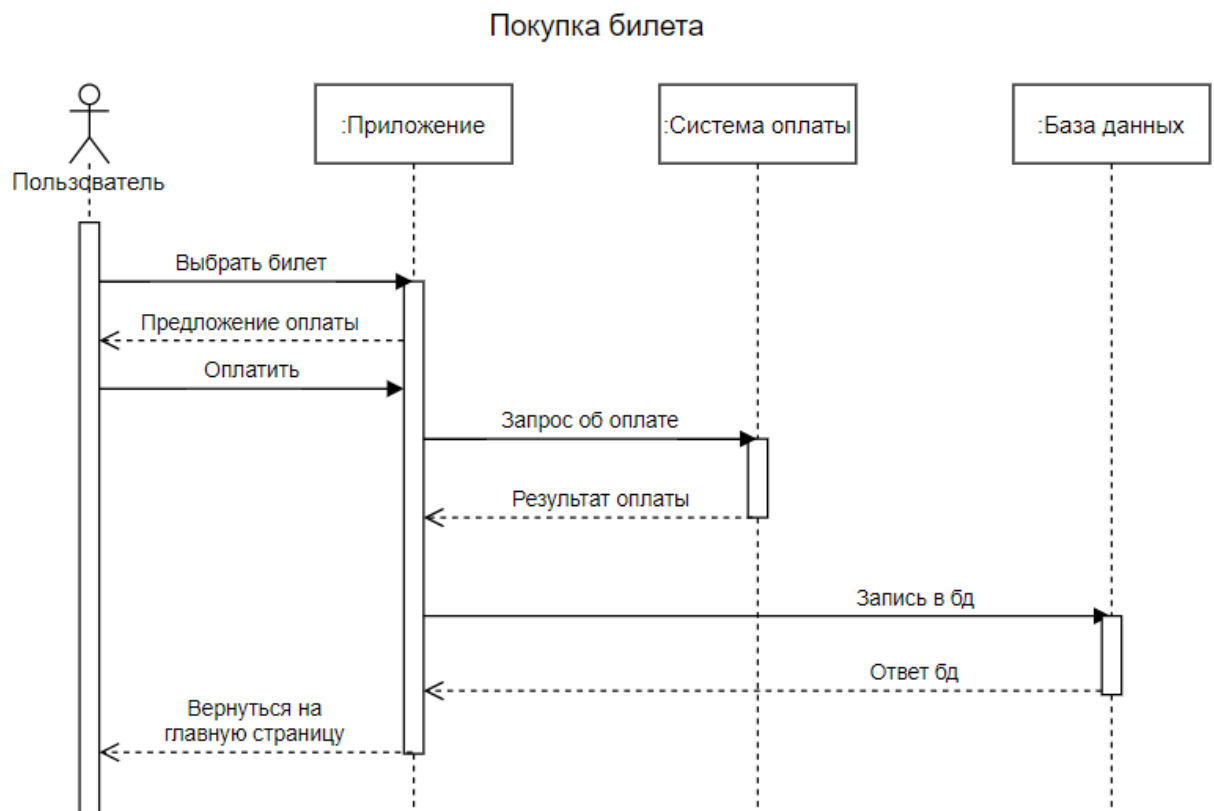 Покупка билета
:Приложение
:Система оплаты
:База данных
Пользователь
Выбрать билет
Предложение оплаты
Оплатить
Запрос об оплате
Результат оплаты
Запись в бд
Ответ бд
Вернуться на
главную страницу